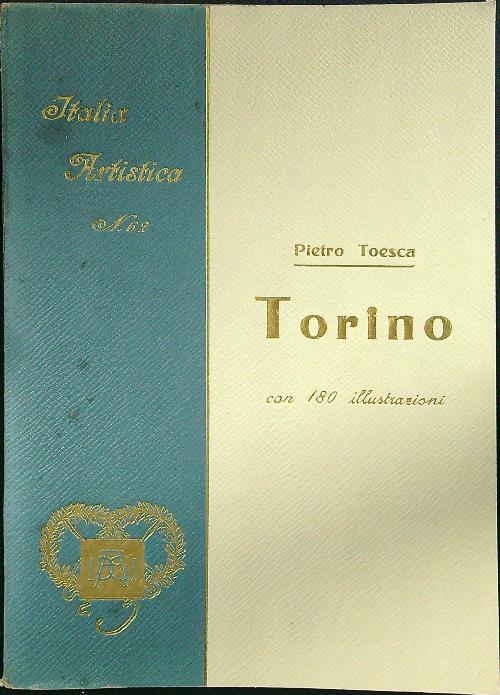 Italia
Artistica
N. 62
Pietro Toesca
Torino
con 180 illustrazioni